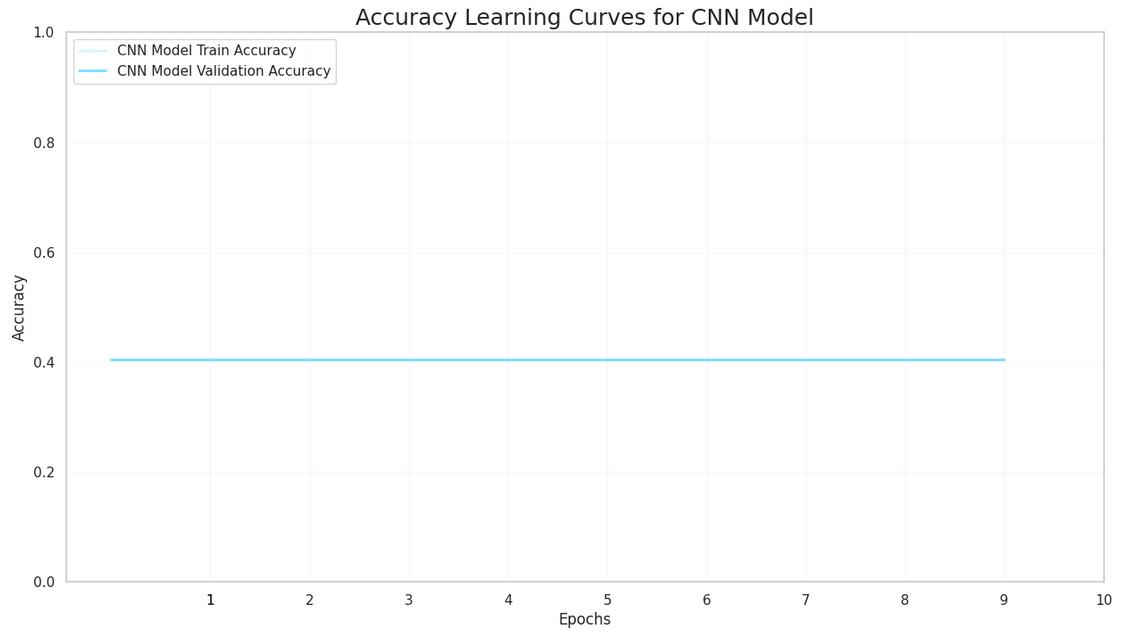 Accuracy Learning Curves for CNN Model
1.0
CNN Model Train Accuracy
CNN Model Validation Accuracy
0.8
0.6
Accuracy
0.4
0.2
0.0
1 2 3 4 5 6 7 8 9 10
Epochs